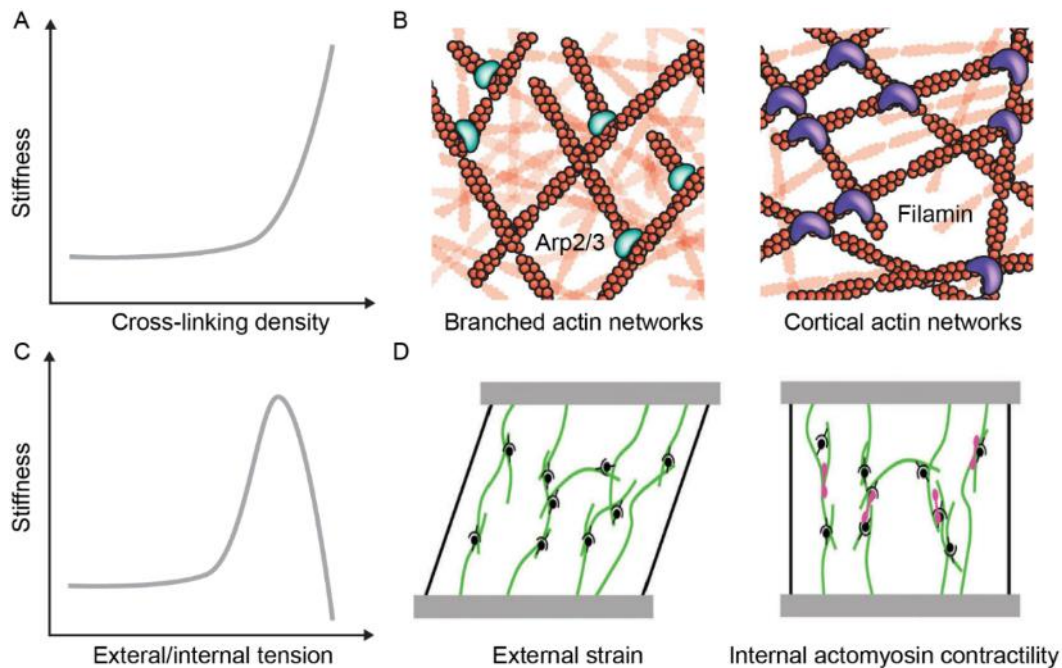 A
Stiffness
Cross-linking density
B
Arp2/3
Branched actin networks
Filamin
Cortical actin networks
C
Stiffness
Exteral/internal tension
D
External strain
Internal actomyosin contractility